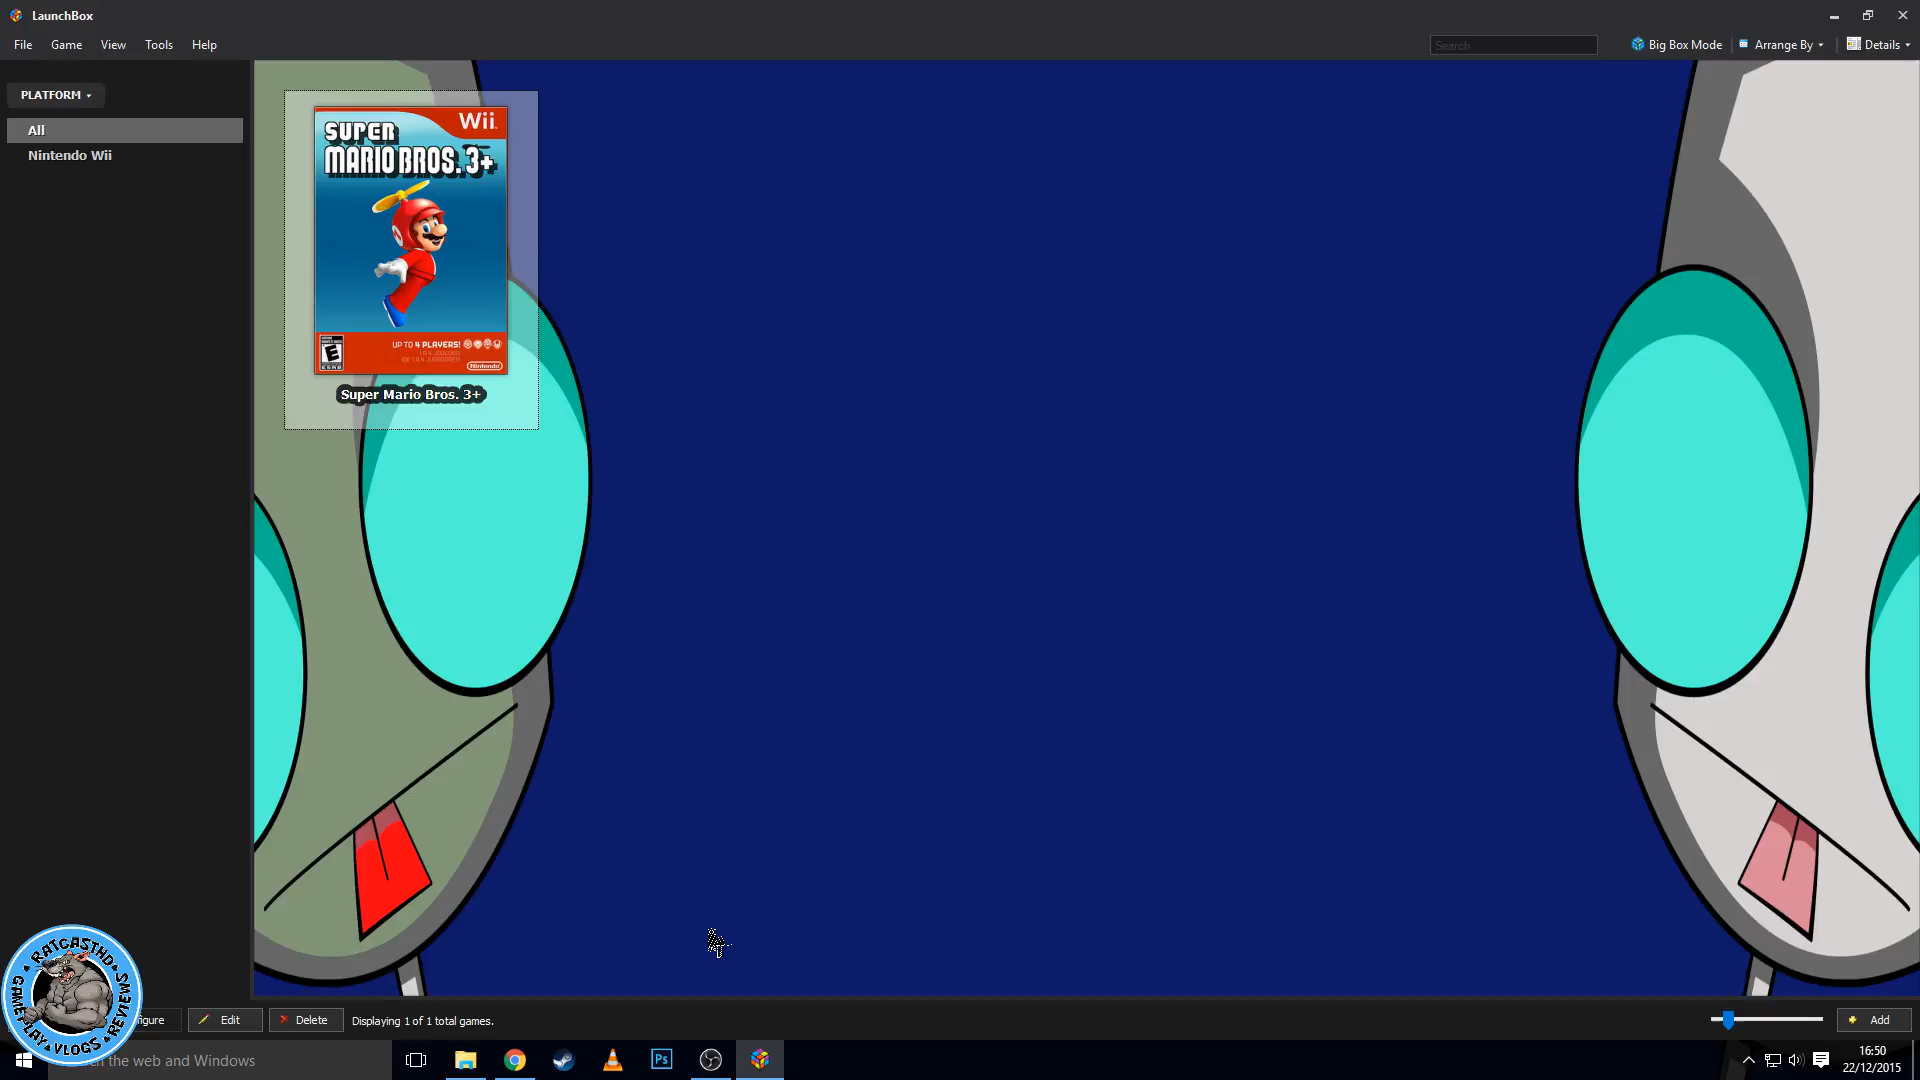 LaunchBox
File Game View Tools Help
Search
Big Box Mode
Arrange By
Details
PLATFORM
All
Nintendo Wii
Wii
SUPER
MARIO BROS. 3+
E
UP TO 4 PLAYERS!
Nintendo
Super Mario Bros. 3+
RATCASTHD
GAMEPLAY VLOGS REVIEWS
gure
Edit
Delete
Displaying 1 of 1 total games.
Add
ch the web and Windows
Ps
16:50
22/12/2015